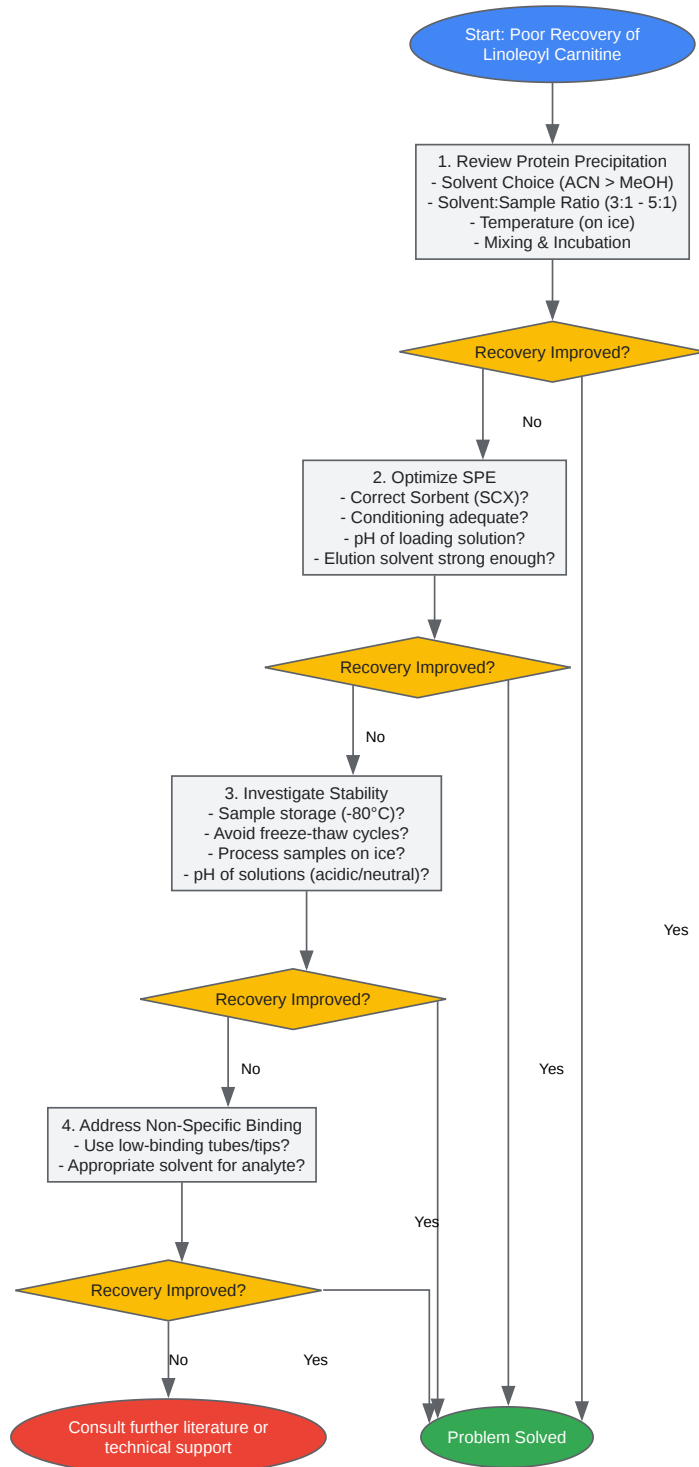 Start: Poor Recovery of
Linoleoyl Carnitine
1. Review Protein Precipitation
- Solvent Choice (ACN > MeOH)
- Solvent:Sample Ratio (3:1 - 5:1)
- Temperature (on ice)
- Mixing & Incubation
Recovery Improved?
No
2. Optimize SPE
- Correct Sorbent (SCX)?
- Conditioning adequate?
- pH of loading solution?
- Elution solvent strong enough?
Recovery Improved?
No
3. Investigate Stability
- Sample storage (-80°C)?
- Avoid freeze-thaw cycles?
- Process samples on ice?
- pH of solutions (acidic/neutral)?
Yes
Recovery Improved?
No
Yes
4. Address Non-Specific Binding
- Use low-binding tubes/tips?
- Appropriate solvent for analyte?
Yes
Recovery Improved?
No
Yes
Consult further literature or
technical support
Problem Solved